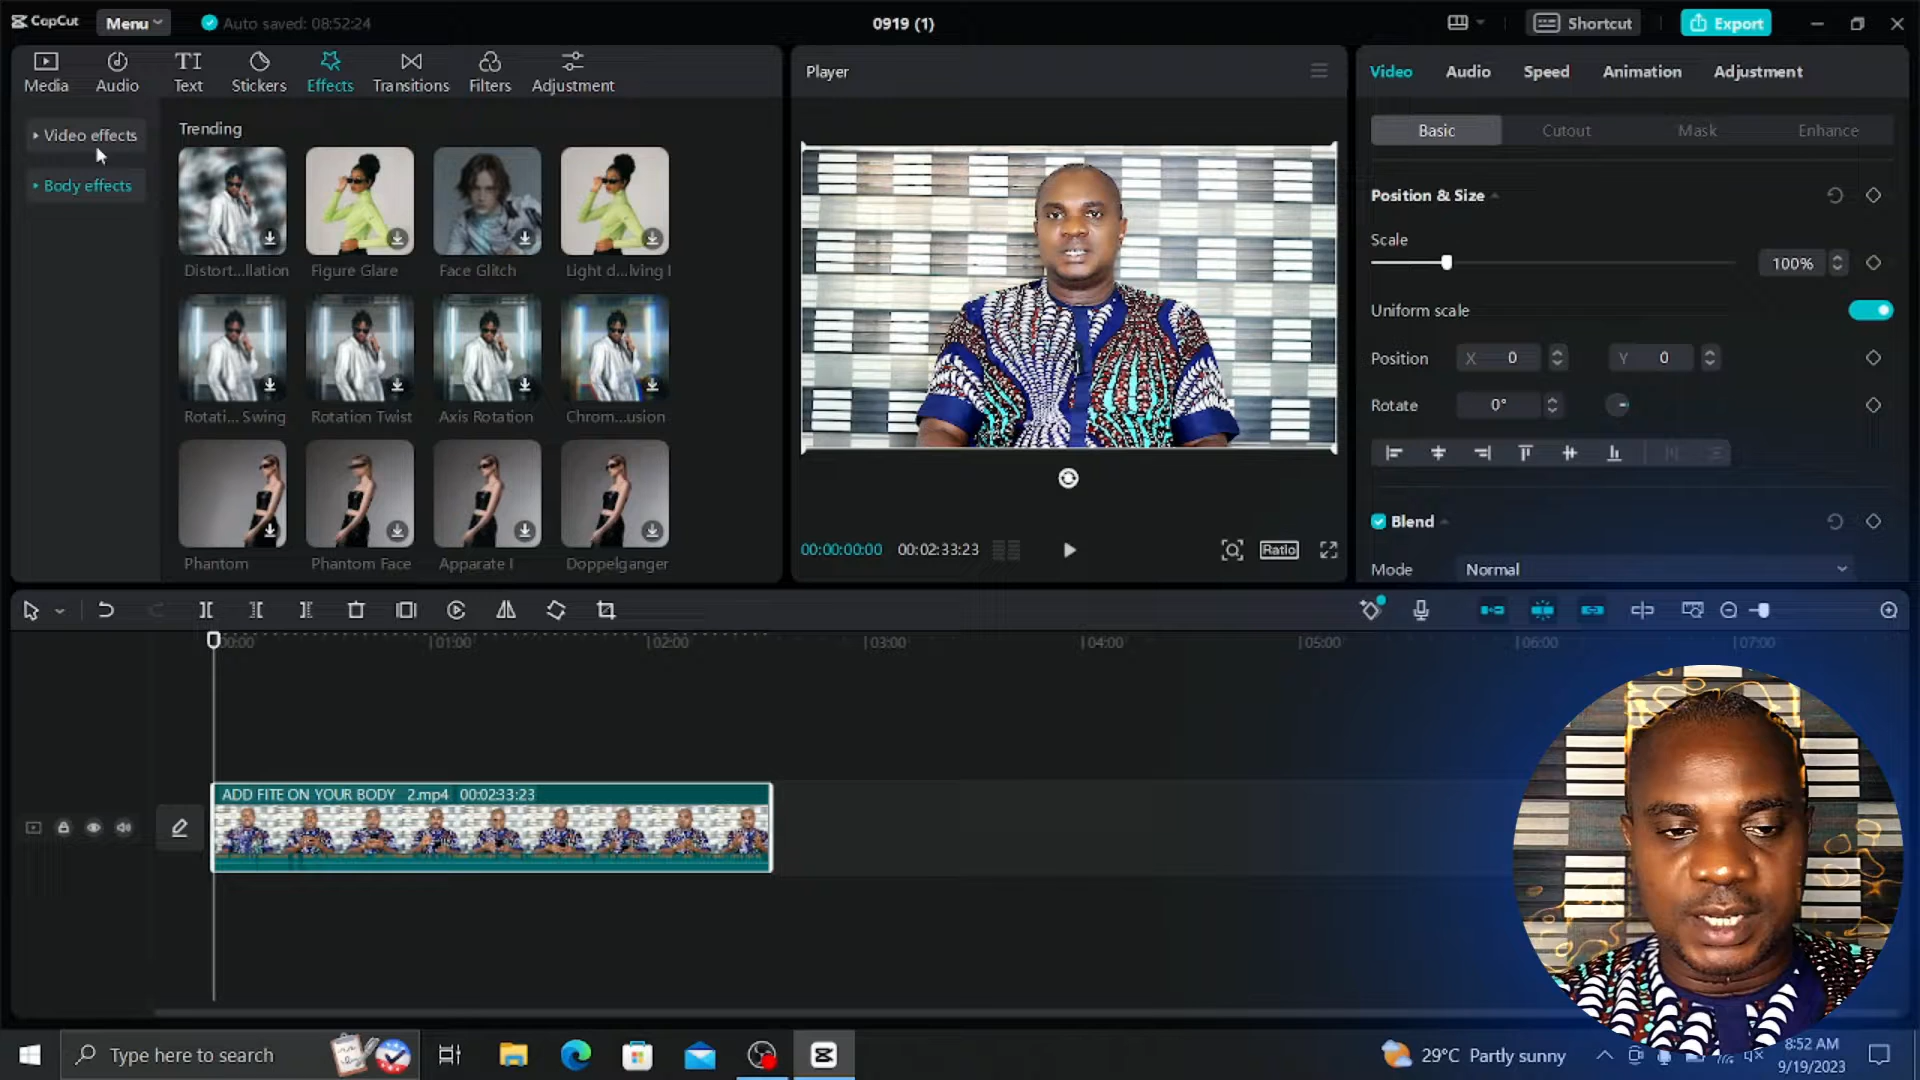 CapCut
Menu
Auto saved: 08:52:24
0919 (1)
Shortcut
Export
Media
Audio
Text
Stickers
Effects
Transitions
Filters
Adjustment
Player
Video
Audio
Speed
Animation
Adjustment
Video effects
Body effects
Trending
Distort...llation
Figure Glare
Face Glitch
Light d...lving I
Rotati... Swing
Rotation Twist
Axis Rotation
Chrom...usion
Phantom
Phantom Face
Apparate I
Doppelganger
00:00:00:00
00:02:33:23
Ratio
Basic
Cutout
Mask
Enhance
Position & Size
Scale
100%
Uniform scale
Position
X 0
Y 0
Rotate
0°
Blend
Mode
Normal
00:00
01:00
02:00
03:00
04:00
05:00
06:00
07:00
ADD FITE ON YOUR BODY 2.mp4 00:02:33:23
Type here to search
29°C Partly sunny
8:52 AM
9/19/2023